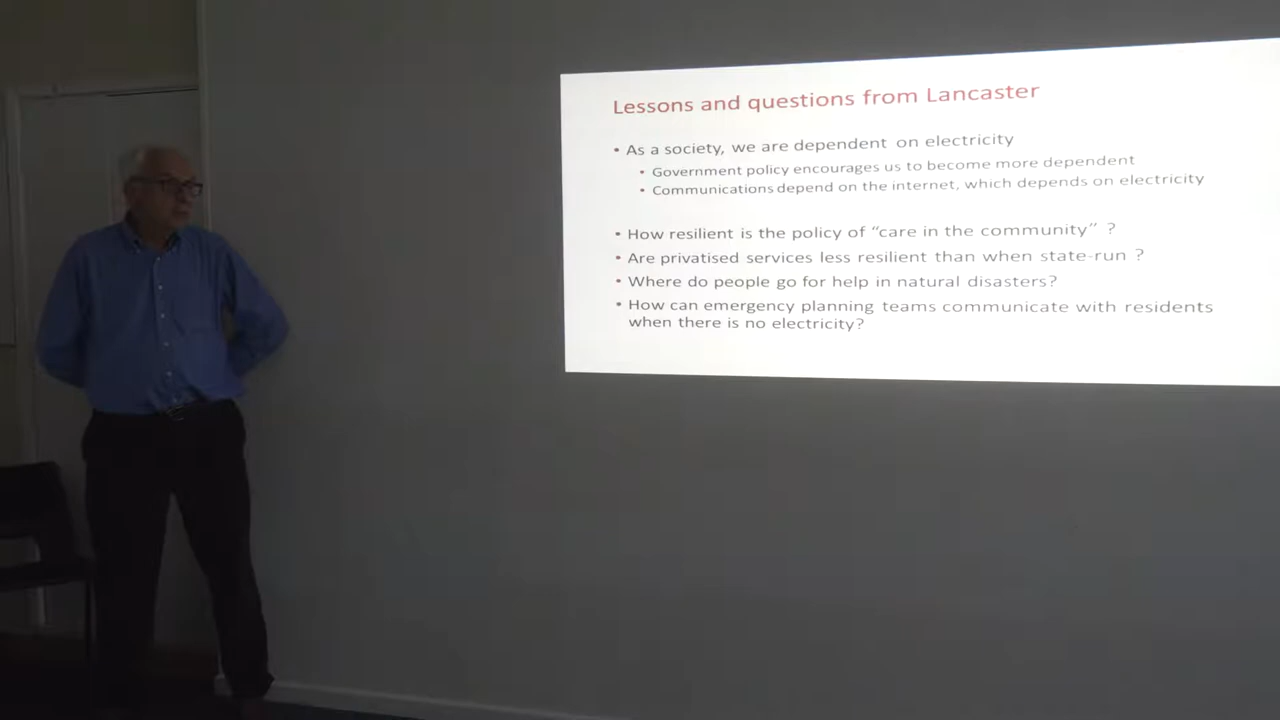 Lessons and questions from Lancaster
• As a society, we are dependent on electricity
• Government policy encourages us to become more dependent
• Communications depend on the internet, which depends on electricity
• How resilient is the policy of “care in the community” ?
• Are privatised services less resilient than when state-run ?
• Where do people go for help in natural disasters?
• How can emergency planning teams communicate with residents
when there is no electricity?